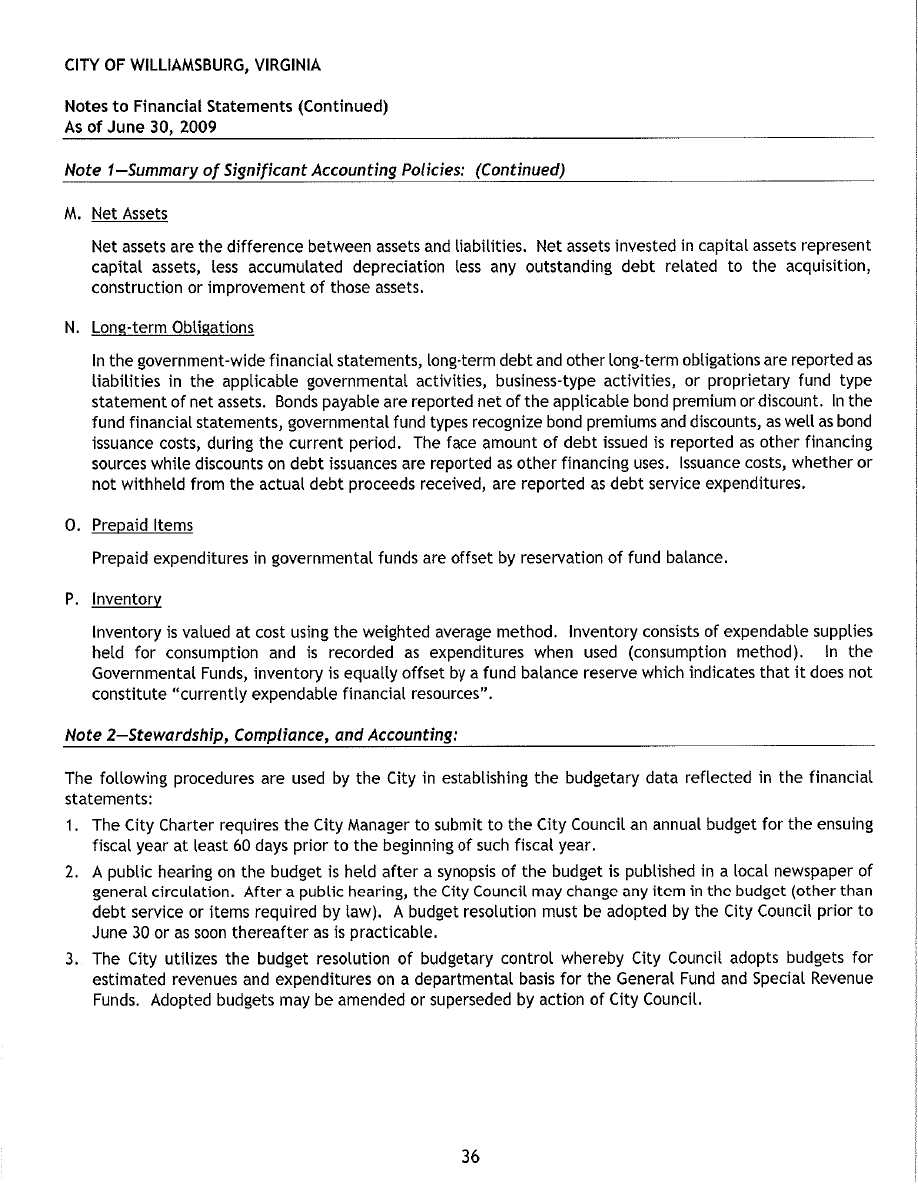 CITY OF WILLIAMSBURG, VIRGINIA
Notes to Financial Statements (Continued)
As of June 30, 2009
Note 1—Summary of Significant Accounting Policies: (Continued)
M. Net Assets
Net assets are the difference between assets and liabilities. Net assets invested in capital assets represent
capital assets, less accumulated depreciation less any outstanding debt related to the acquisition,
construction or improvement of those assets.
N. Long-term Obligations
In the government-wide financial statements, long-term debt and other long-term obligations are reported as
liabilities in the applicable governmental activities, business-type activities, or proprietary fund type
statement of net assets. Bonds payable are reported net of the applicable bond premium or discount. In the
fund financial statements, governmental fund types recognize bond premiums and discounts, as well as bond
issuance costs, during the current period. The face amount of debt issued is reported as other financing
sources while discounts on debt issuances are reported as other financing uses. Issuance costs, whether or
not withheld from the actual debt proceeds received, are reported as debt service expenditures.
O. Prepaid Items
Prepaid expenditures in governmental funds are offset by reservation of fund balance.
P. Inventory
Inventory is valued at cost using the weighted average method. Inventory consists of expendable supplies
held for consumption and is recorded as expenditures when used (consumption method). In the
Governmental Funds, inventory is equally offset by a fund balance reserve which indicates that it does not
constitute “currently expendable financial resources”.
Note 2—Stewardship, Compliance, and Accounting:
The following procedures are used by the City in establishing the budgetary data reflected in the financial
statements:
1. The City Charter requires the City Manager to submit to the City Council an annual budget for the ensuing
fiscal year at least 60 days prior to the beginning of such fiscal year.
2. A public hearing on the budget is held after a synopsis of the budget is published in a local newspaper of
general circulation. After a public hearing, the City Council may change any item in the budget (other than
debt service or items required by law). A budget resolution must be adopted by the City Council prior to
June 30 or as soon thereafter as is practicable.
3. The City utilizes the budget resolution of budgetary control whereby City Council adopts budgets for
estimated revenues and expenditures on a departmental basis for the General Fund and Special Revenue
Funds. Adopted budgets may be amended or superseded by action of City Council.
36